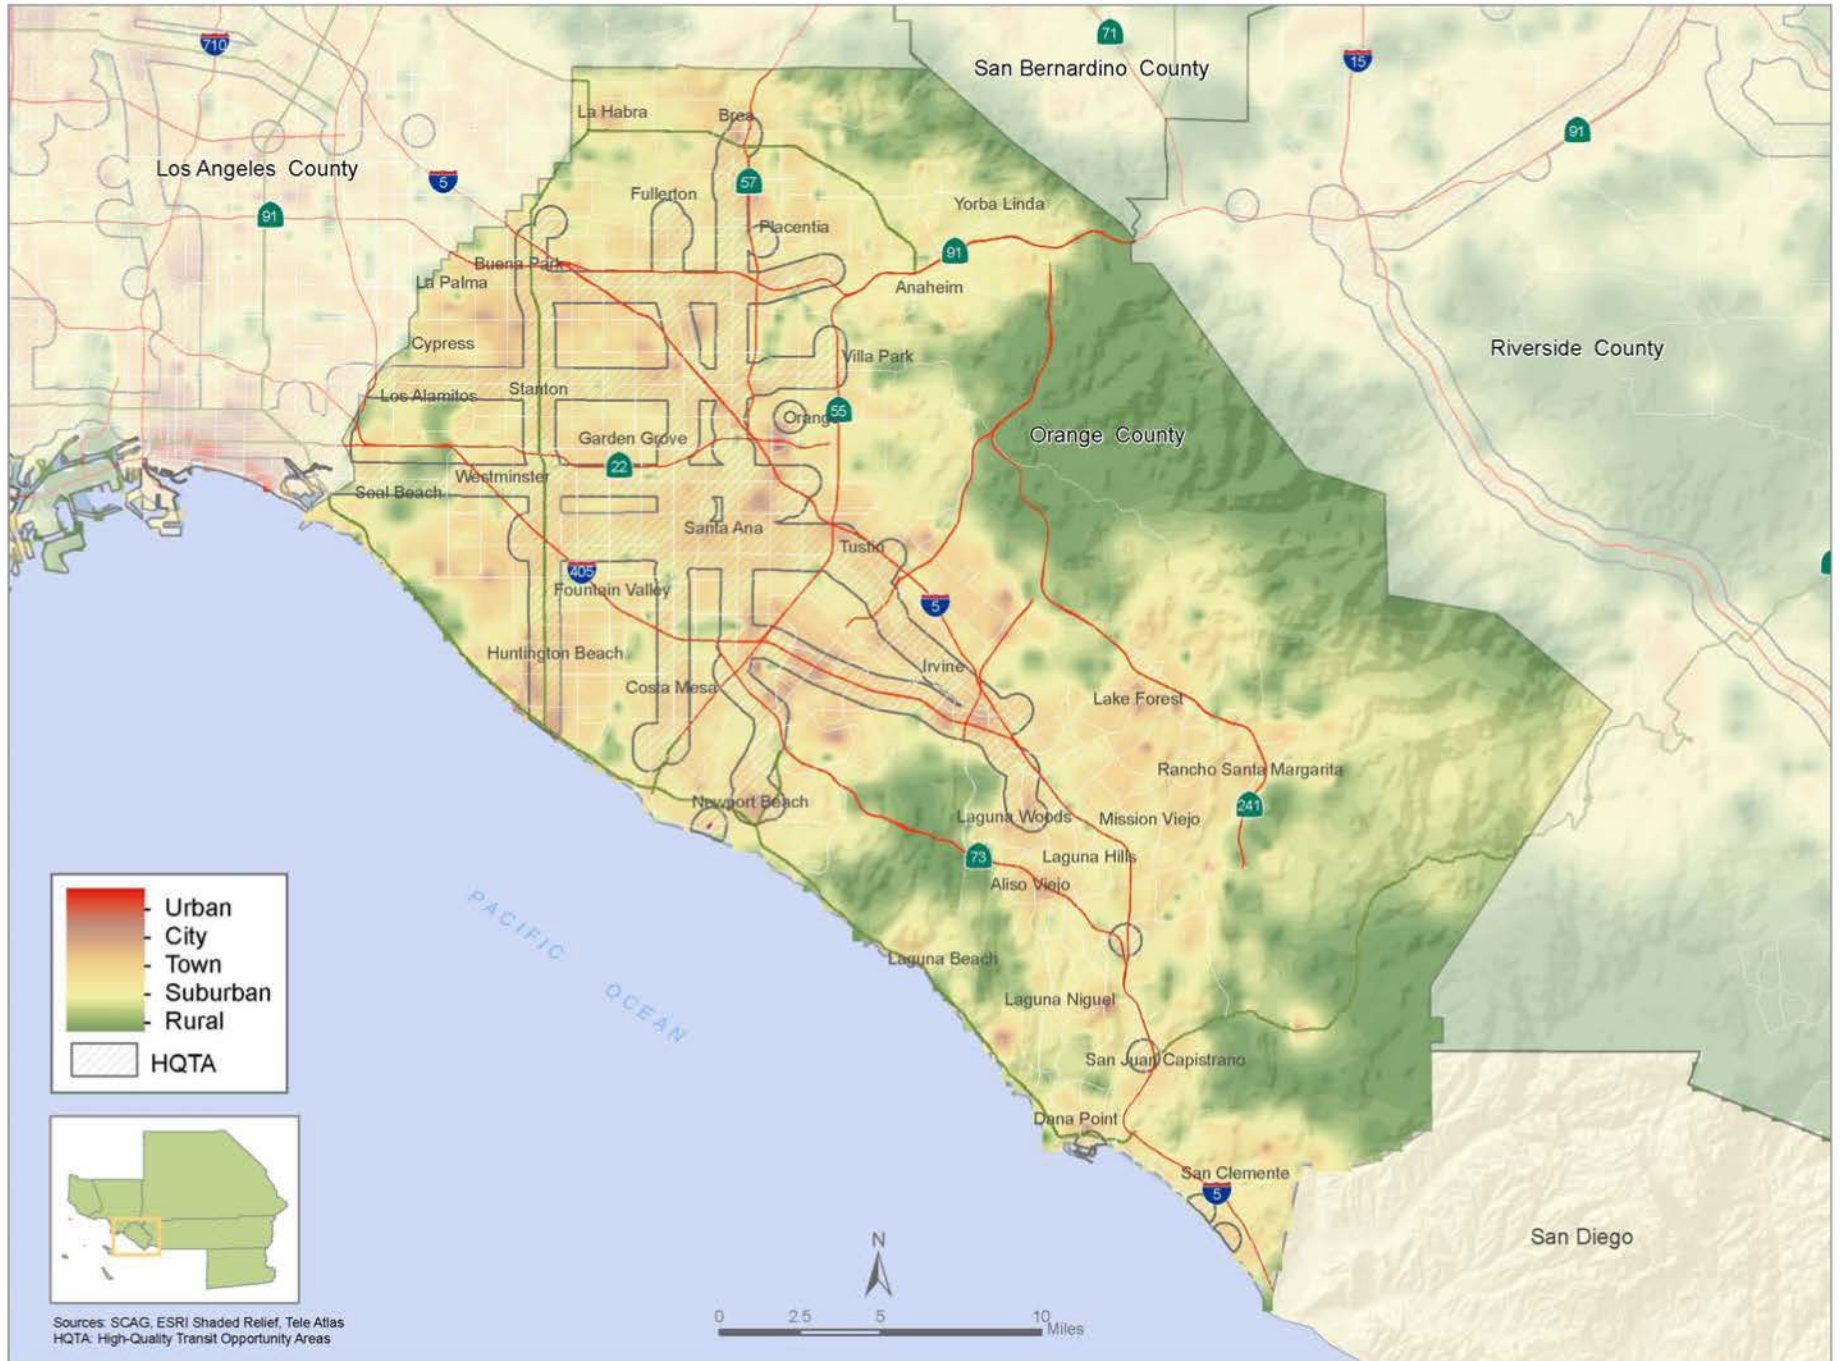 710
71
15
San Bernardino County
La Habra
Brea
91
Los Angeles County
5
57
Fullerton
91
Yorba Linda
Placentia
91
Buena Park
La Palma
Anaheim
Cypress
Villa Park
Riverside County
Los Alamitos
Stanton
Orange
55
Garden Grove
Orange County
22
Westminster
Seal Beach
Santa Ana
Tustin
405
Fountain Valley
5
Huntington Beach
Irvine
Costa Mesa
Lake Forest
Rancho Santa Margarita
Newport Beach
241
Laguna Woods
Mission Viejo
73
Laguna Hills
Aliso Viejo
Laguna Beach
Laguna Niguel
San Juan Capistrano
Dana Point
San Clemente
5
San Diego
PACIFIC
OCEAN
Urban
City
Town
Suburban
Rural
HQTA
N
0 2.5 5 10
Miles
Sources: SCAG, ESRI Shaded Relief, Tele Atlas
HQTA: High-Quality Transit Opportunity Areas